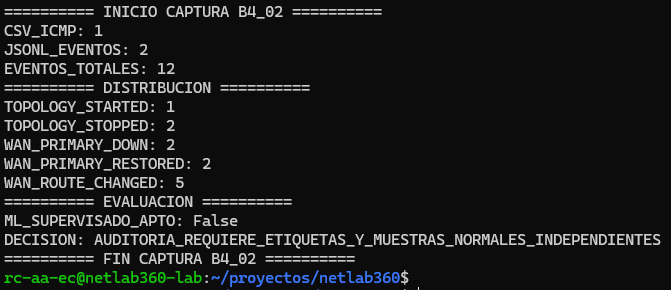 ========== INICIO CAPTURA B4_02 ==========
CSV_ICMP: 1
JSONL_EVENTOS: 2
EVENTOS_TOTALES: 12
========== DISTRIBUCION ==========
TOPOLOGY_STARTED: 1
TOPOLOGY_STOPPED: 2
WAN_PRIMARY_DOWN: 2
WAN_PRIMARY_RESTORED: 2
WAN_ROUTE_CHANGED: 5
========== EVALUACION ==========
ML_SUPERVISADO_APTO: False
DECISION: AUDITORIA_REQUIERE_ETIQUETAS_Y_MUESTRAS_NORMALES_INDEPENDIENTES
========== FIN CAPTURA B4_02 ==========
rc-aa-ec@netlab360-lab:~/proyectos/netlab360$